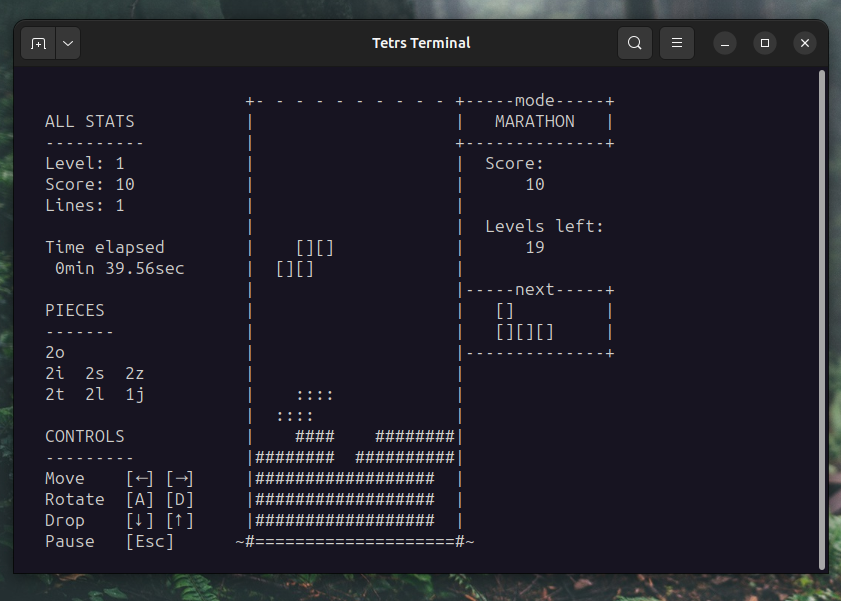 Tetrs Terminal
+- - - - - - - - - - +-----mode-----+
ALL STATS           |                    |   MARATHON   |
----------          |                    +--------------+
Level: 1            |                    |  Score:
Score: 10           |                    |      10
Lines: 1            |                    |
|                    |  Levels left:
Time elapsed        |    [][]            |      19
0min 39.56sec      |  [][]              |
|                    |-----next-----+
PIECES              |                    |   []         |
-------             |                    |   [][][]     |
2o                  |                    |--------------+
2i  2s  2z          |                    |
2t  2l  1j          |    ::::            |
|  ::::              |
CONTROLS            |    ####    ########|
---------           |########  ##########|
Move    [←] [→]     |##################  |
Rotate  [A] [D]     |##################  |
Drop    [↓] [↑]     |##################  |
Pause   [Esc]      ~#====================#~